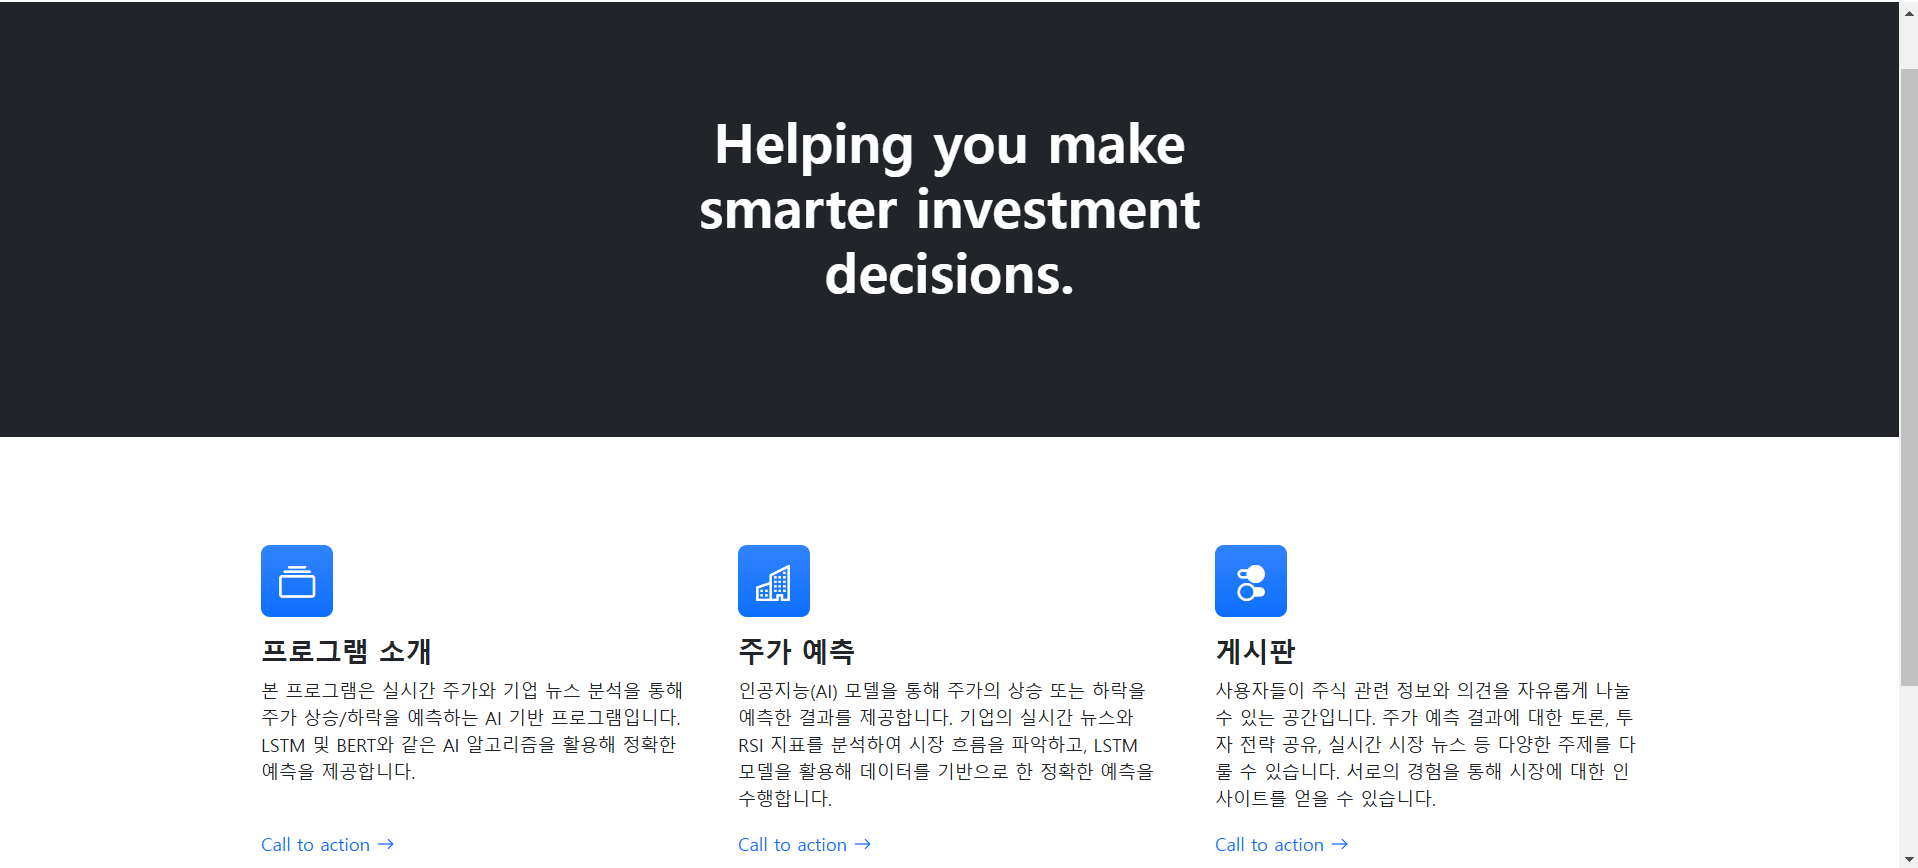 Helping you make
smarter investment
decisions.
프로그램 소개
본 프로그램은 실시간 주가와 기업 뉴스 분석을 통해
주가 상승/하락을 예측하는 AI 기반 프로그램입니다.
LSTM 및 BERT와 같은 AI 알고리즘을 활용해 정확한
예측을 제공합니다.
Call to action →
주가 예측
인공지능(AI) 모델을 통해 주가의 상승 또는 하락을
예측한 결과를 제공합니다. 기업의 실시간 뉴스와
RSI 지표를 분석하여 시장 흐름을 파악하고, LSTM
모델을 활용해 데이터를 기반으로 한 정확한 예측을
수행합니다.
Call to action →
게시판
사용자들이 주식 관련 정보와 의견을 자유롭게 나눌
수 있는 공간입니다. 주가 예측 결과에 대한 토론, 투
자 전략 공유, 실시간 시장 뉴스 등 다양한 주제를 다
룰 수 있습니다. 서로의 경험을 통해 시장에 대한 인
사이트를 얻을 수 있습니다.
Call to action →